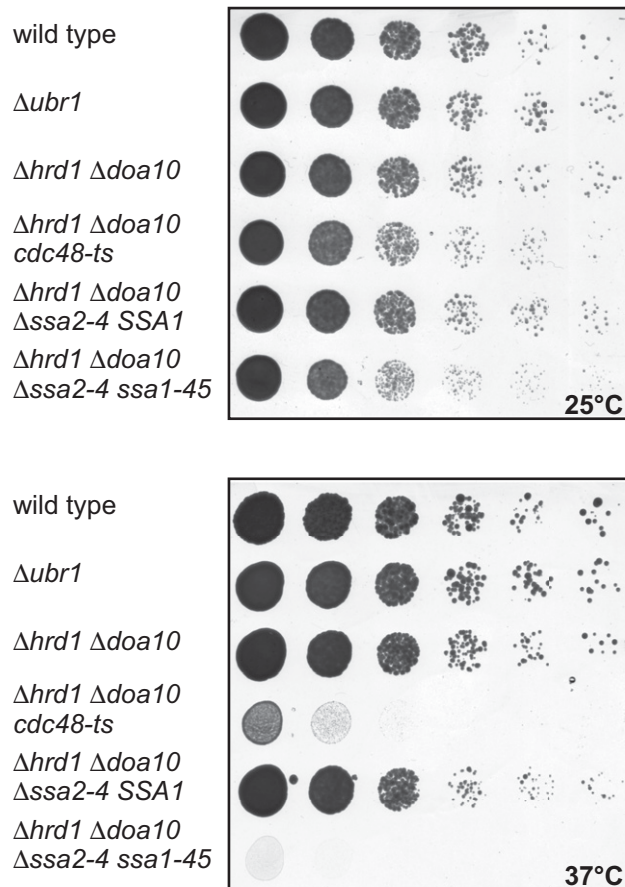 wild type
Δubr1
Δhrd1 Δdoa10
Δhrd1 Δdoa10
cdc48-ts
Δhrd1 Δdoa10
Δssa2-4 SSA1
Δhrd1 Δdoa10
Δssa2-4 ssa1-45
25°C
wild type
Δubr1
Δhrd1 Δdoa10
Δhrd1 Δdoa10
cdc48-ts
Δhrd1 Δdoa10
Δssa2-4 SSA1
Δhrd1 Δdoa10
Δssa2-4 ssa1-45
37°C